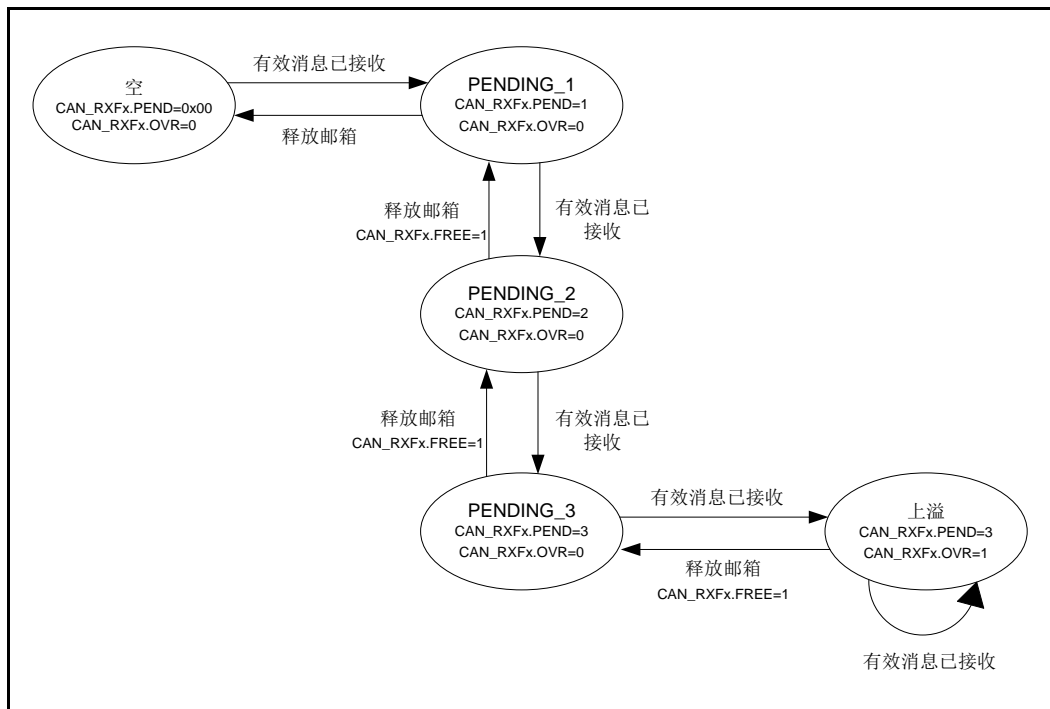 空
CAN_RXFx.PEND=0x00
CAN_RXFx.OVR=0
有效消息已接收
释放邮箱
PENDING_1
CAN_RXFx.PEND=1
CAN_RXFx.OVR=0
释放邮箱
CAN_RXFx.FREE=1
有效消息已
接收
PENDING_2
CAN_RXFx.PEND=2
CAN_RXFx.OVR=0
释放邮箱
CAN_RXFx.FREE=1
有效消息已
接收
PENDING_3
CAN_RXFx.PEND=3
CAN_RXFx.OVR=0
有效消息已接收
释放邮箱
CAN_RXFx.FREE=1
上溢
CAN_RXFx.PEND=3
CAN_RXFx.OVR=1
有效消息已接收